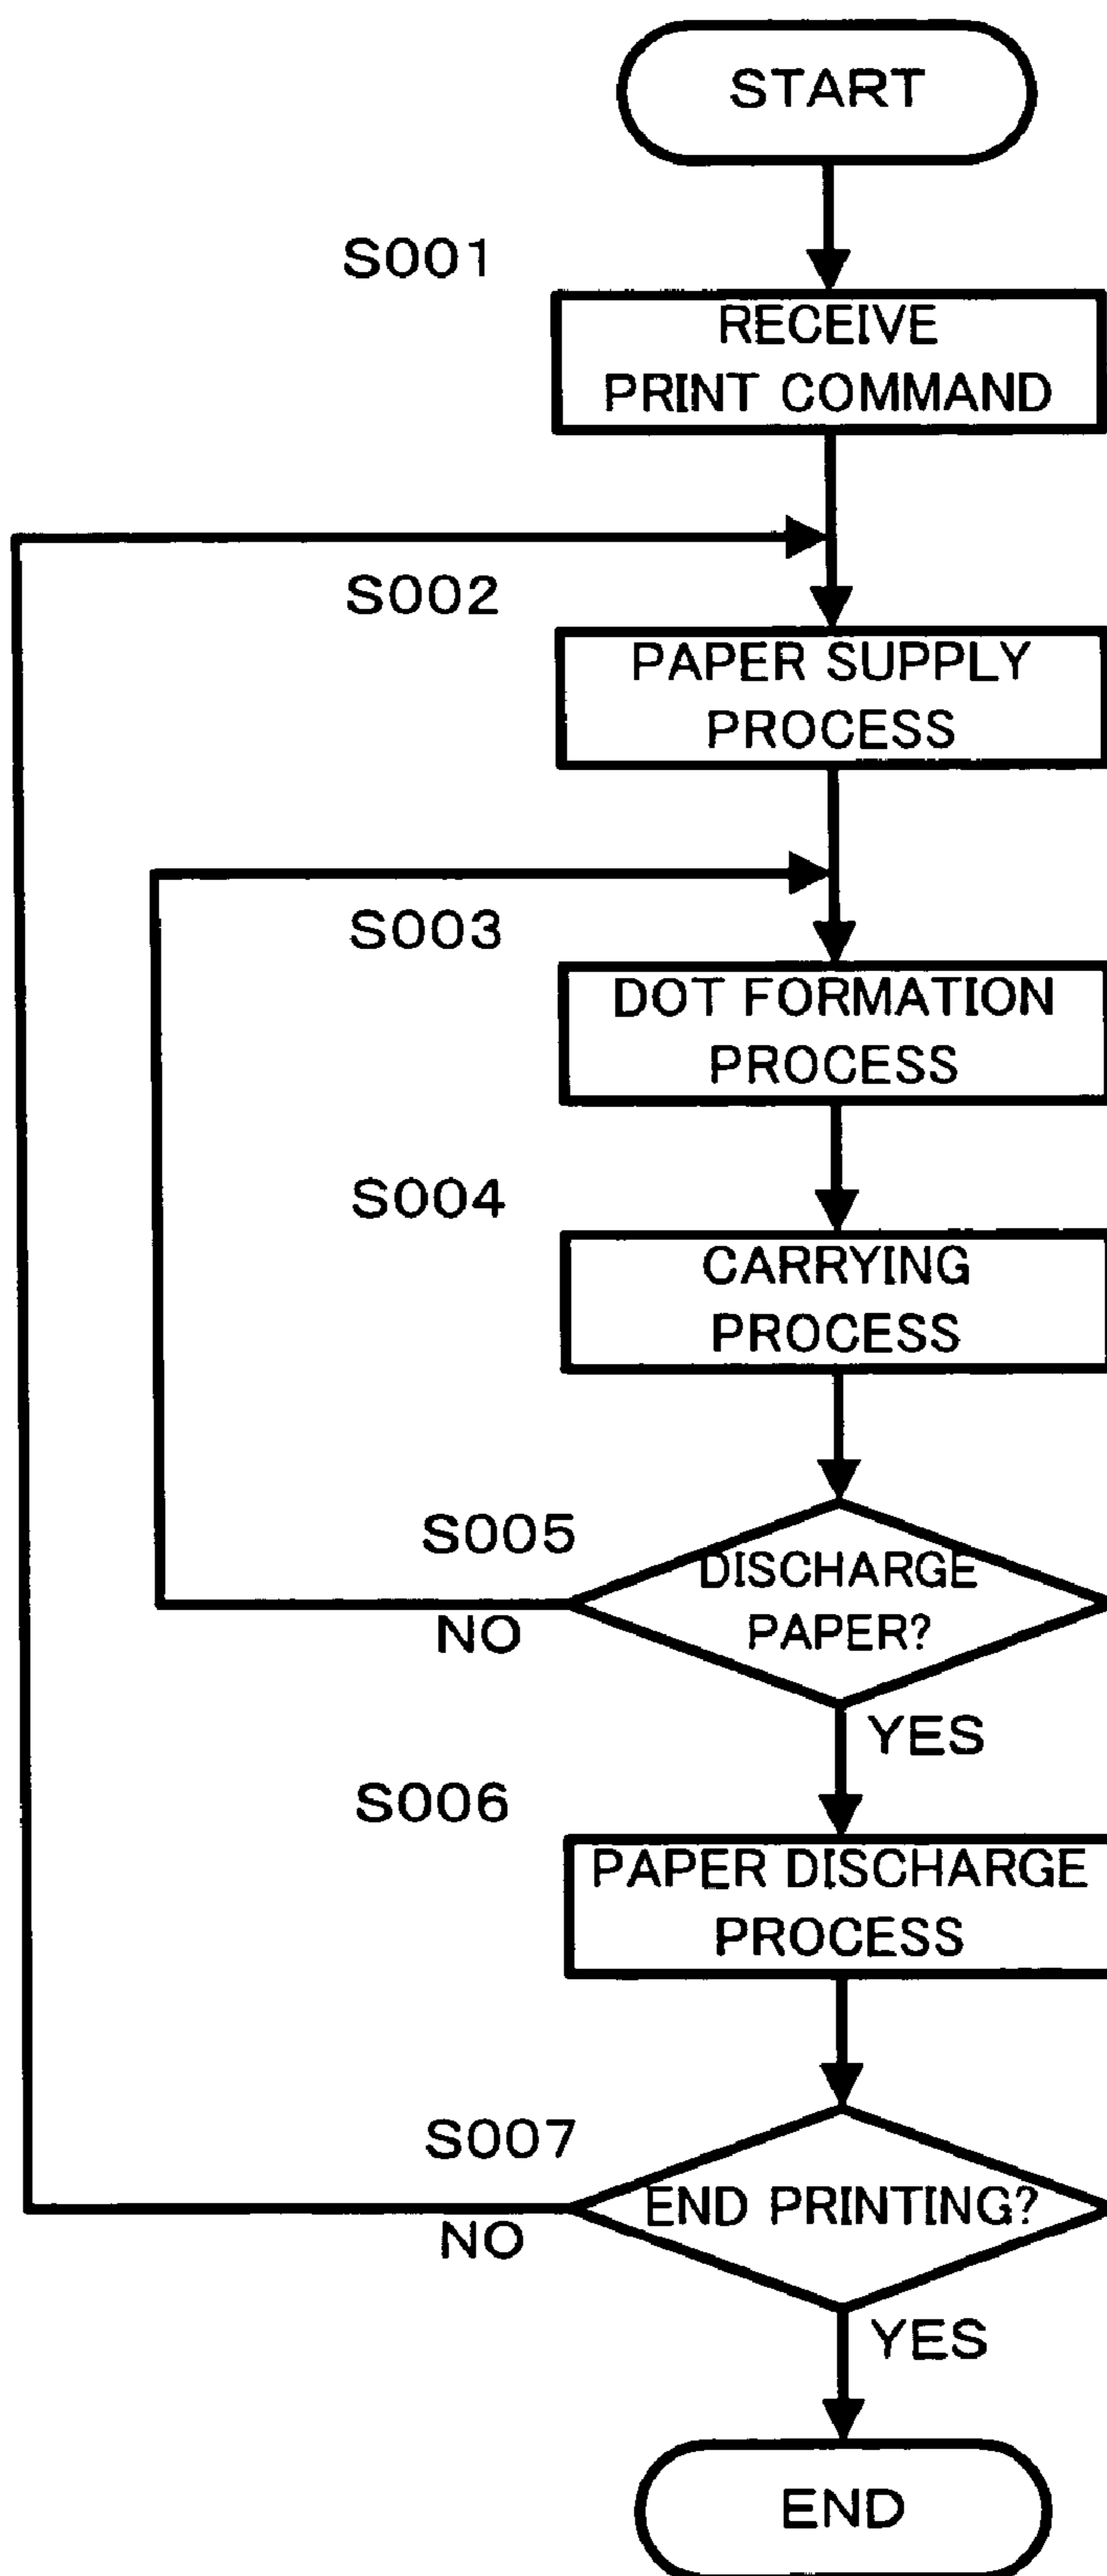 START
S001
RECEIVE
PRINT COMMAND
S002
PAPER SUPPLY
PROCESS
S003
DOT FORMATION
PROCESS
S004
CARRYING
PROCESS
S005
DISCHARGE
PAPER?
NO
YES
S006
PAPER DISCHARGE
PROCESS
S007
END PRINTING?
NO
YES
END